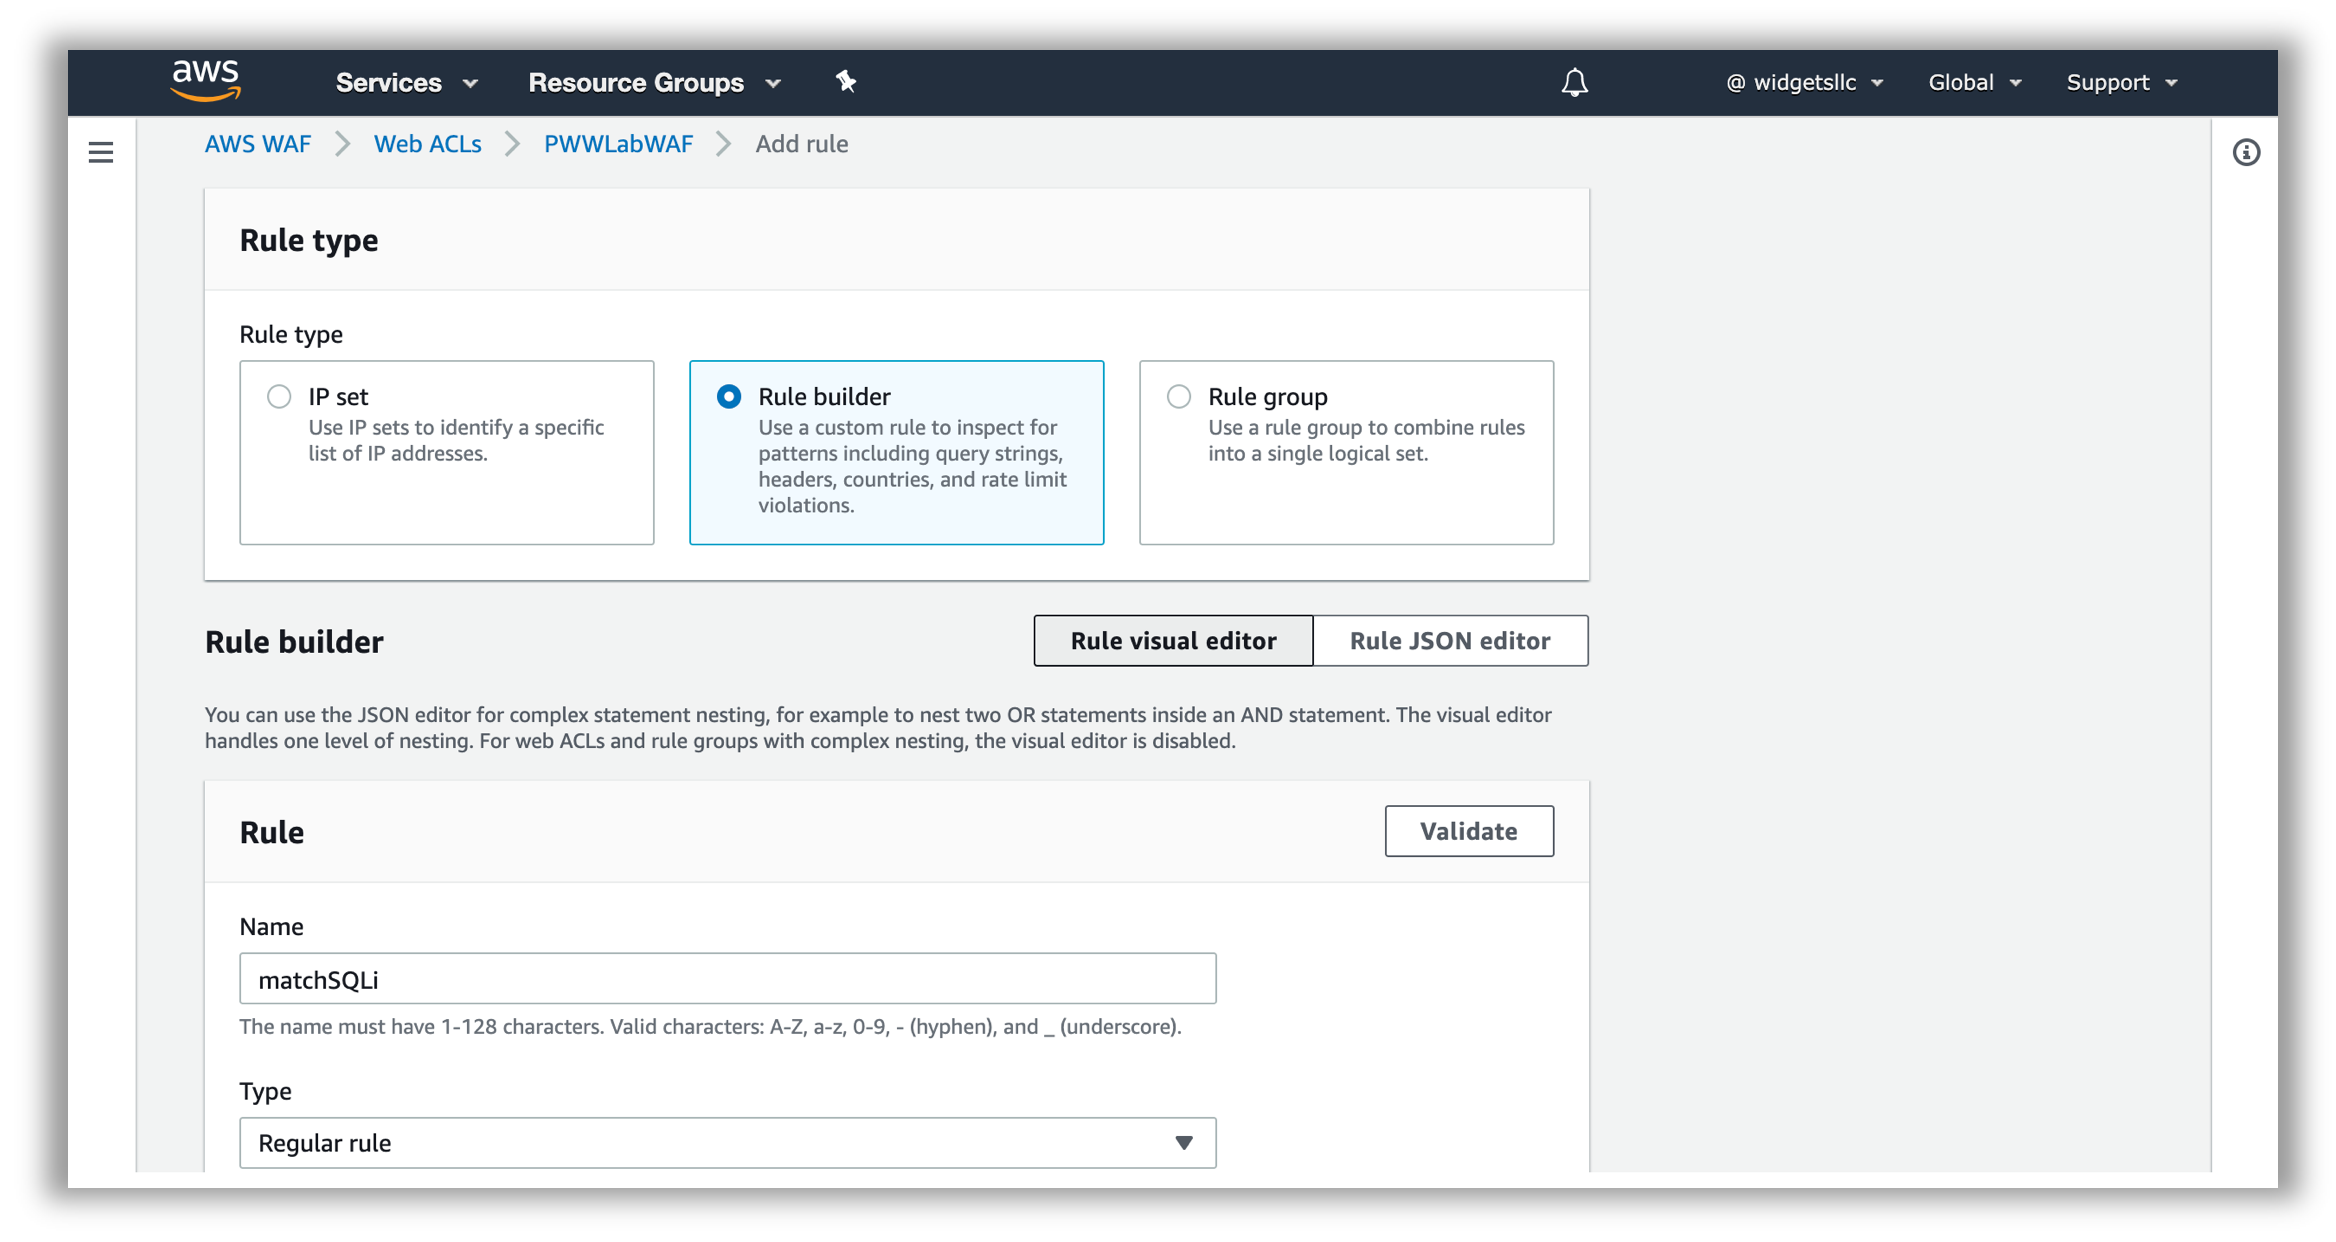 aws Services Resource Groups @ widgetsllc Global Support
AWS WAF Web ACLs PWWLabWAF Add rule
Rule type
Rule type
IP set
Use IP sets to identify a specific
list of IP addresses.
Rule builder
Use a custom rule to inspect for
patterns including query strings,
headers, countries, and rate limit
violations.
Rule group
Use a rule group to combine rules
into a single logical set.
Rule builder
Rule visual editor
Rule JSON editor
You can use the JSON editor for complex statement nesting, for example to nest two OR statements inside an AND statement. The visual editor
handles one level of nesting. For web ACLs and rule groups with complex nesting, the visual editor is disabled.
Rule
Validate
Name
matchSQLi
The name must have 1-128 characters. Valid characters: A-Z, a-z, 0-9, - (hyphen), and _ (underscore).
Type
Regular rule